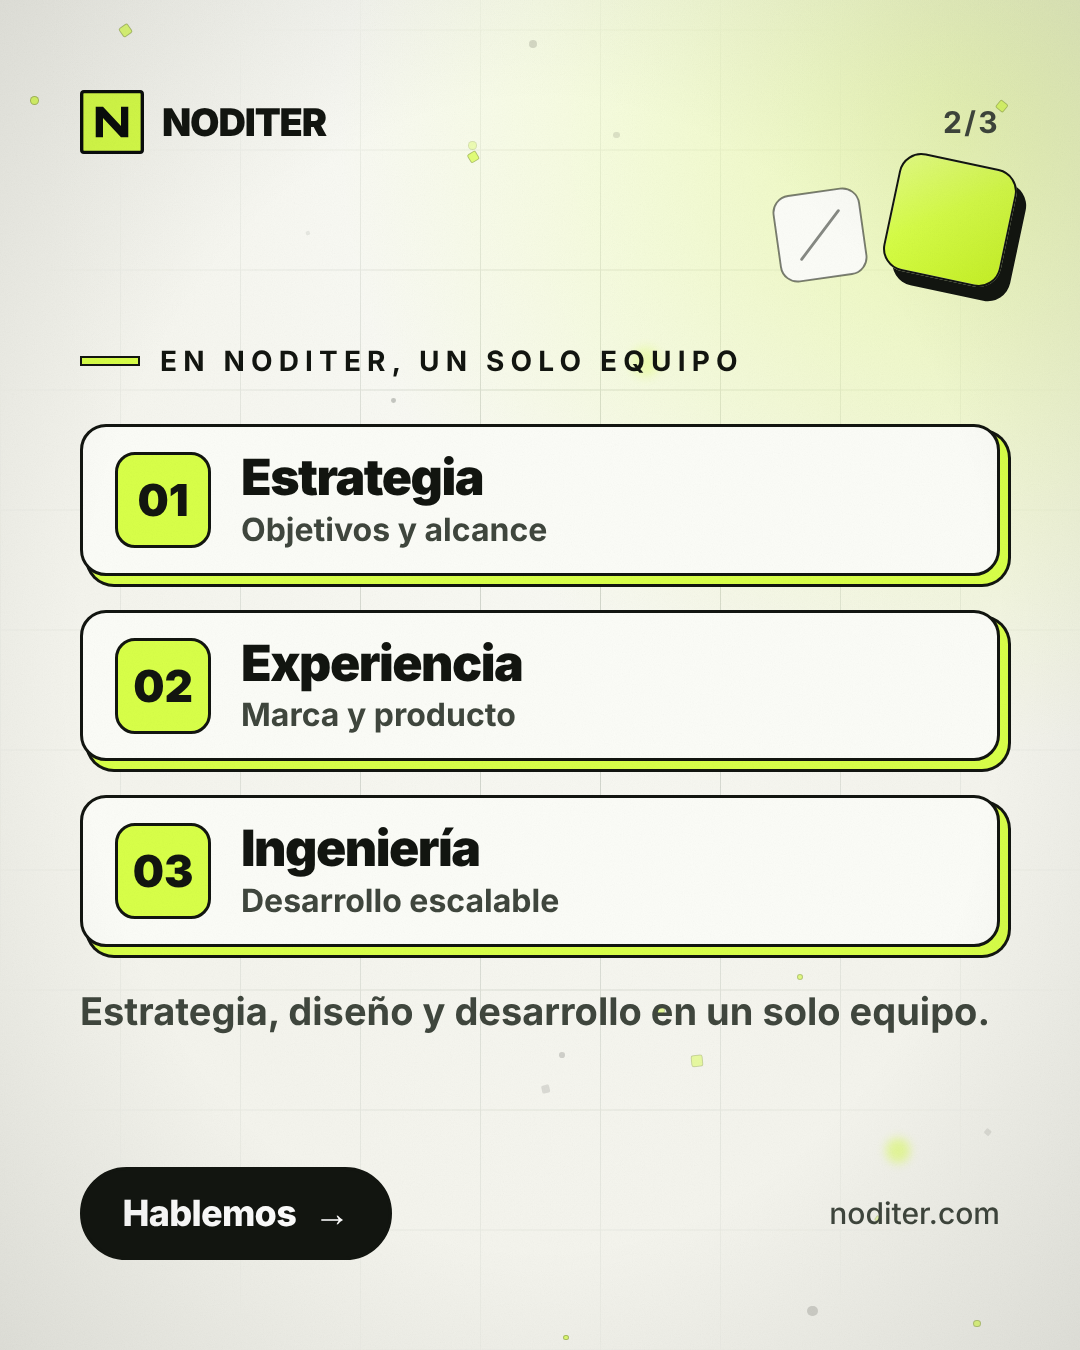 N NODITER
2/3
EN NODITER, UN SOLO EQUIPO
01
Estrategia
Objetivos y alcance
02
Experiencia
Marca y producto
03
Ingeniería
Desarrollo escalable
Estrategia, diseño y desarrollo en un solo equipo.
Hablemos →
noditer.com